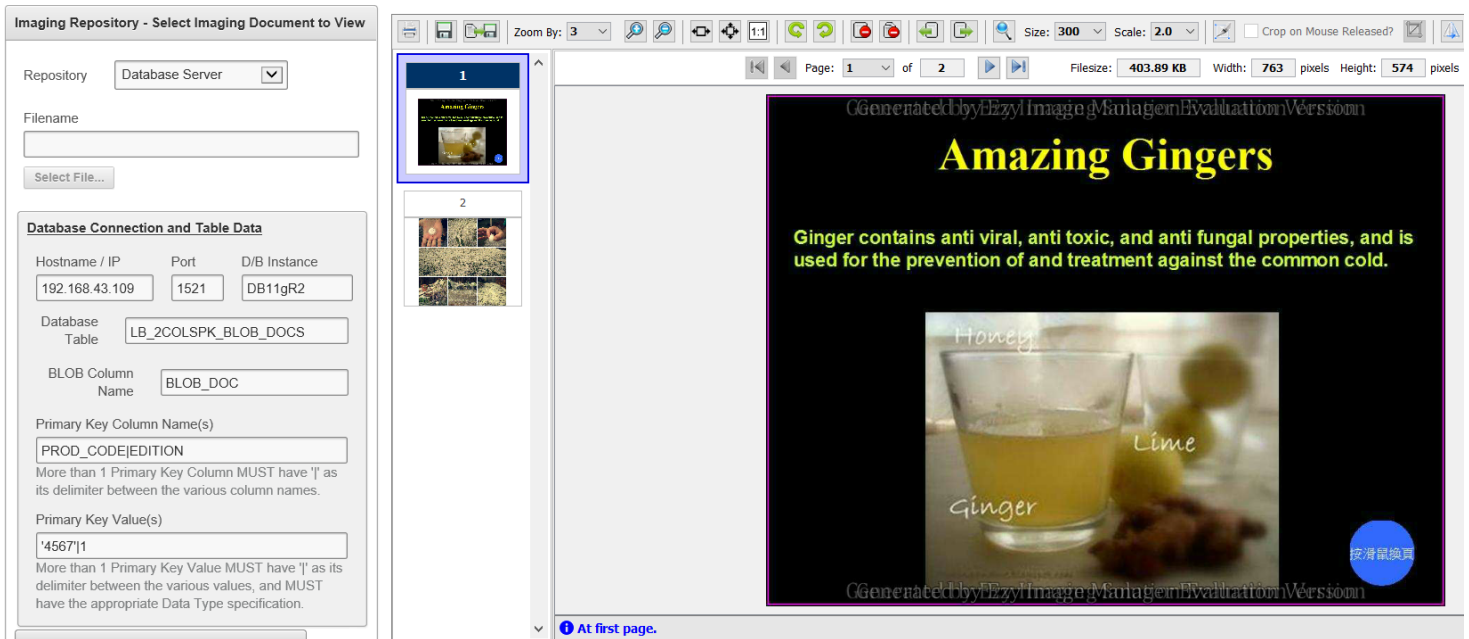 Imaging Repository - Select Imaging Document to View
Repository
Database Server
Filename
Select File...
Database Connection and Table Data
Hostname / IP Port D/B Instance
192.168.43.109 1521 DB11gR2
Database
Table
LB_2COLSPK_BLOB_DOCS
BLOB Column
Name
BLOB_DOC
Primary Key Column Name(s)
PROD_CODE|EDITION
More than 1 Primary Key Column MUST have '|' as
its delimiter between the various column names.
Primary Key Value(s)
'4567'|1
More than 1 Primary Key Value MUST have '|' as its
delimiter between the various values, and MUST
have the appropriate Data Type specification.
Zoom By: 3 1:1 Size: 300 Scale: 2.0 Crop on Mouse Released?
Page: 1 of 2 Filesize: 403.89 KB Width: 763 pixels Height: 574 pixels
1
Amazing Gingers
2
Amazing Gingers
Ginger contains anti viral, anti toxic, and anti fungal properties, and is
used for the prevention of and treatment against the common cold.
Honey
Lime
Ginger
按滑鼠換頁
At first page.